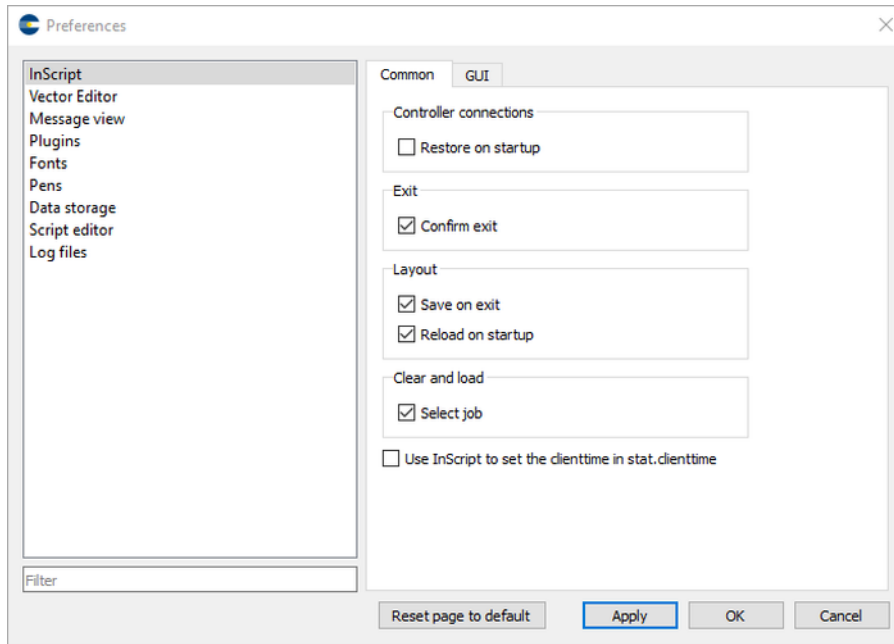 Preferences
InScript
Vector Editor
Message view
Plugins
Fonts
Pens
Data storage
Script editor
Log files
Filter
Common
GUI
Controller connections
Restore on startup
Exit
Confirm exit
Layout
Save on exit
Reload on startup
Clear and load
Select job
Use InScript to set the clienttime in stat.clienttime
Reset page to default
Apply
OK
Cancel